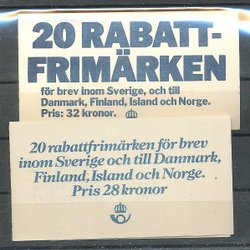 20 RABATT-
FRIMÄRKEN
för brev inom Sverige, och till
Danmark, Finland, Island och Norge.
Pris: 32 kronor.
20 rabattfrimärken för brev
inom Sverige och till Danmark,
Finland, Island och Norge.
Pris 28 kronor